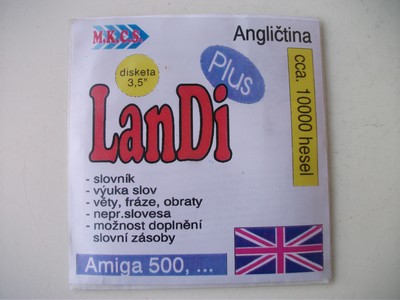 M.K.C.S.
Angličtina
disketa
3,5"
Plus
cca. 10000 hesel
LanDi
- slovník
- výuka slov
- věty, fráze, obraty
- nepr.slovesa
- možnost doplnění
slovní zásoby
Amiga 500, ...